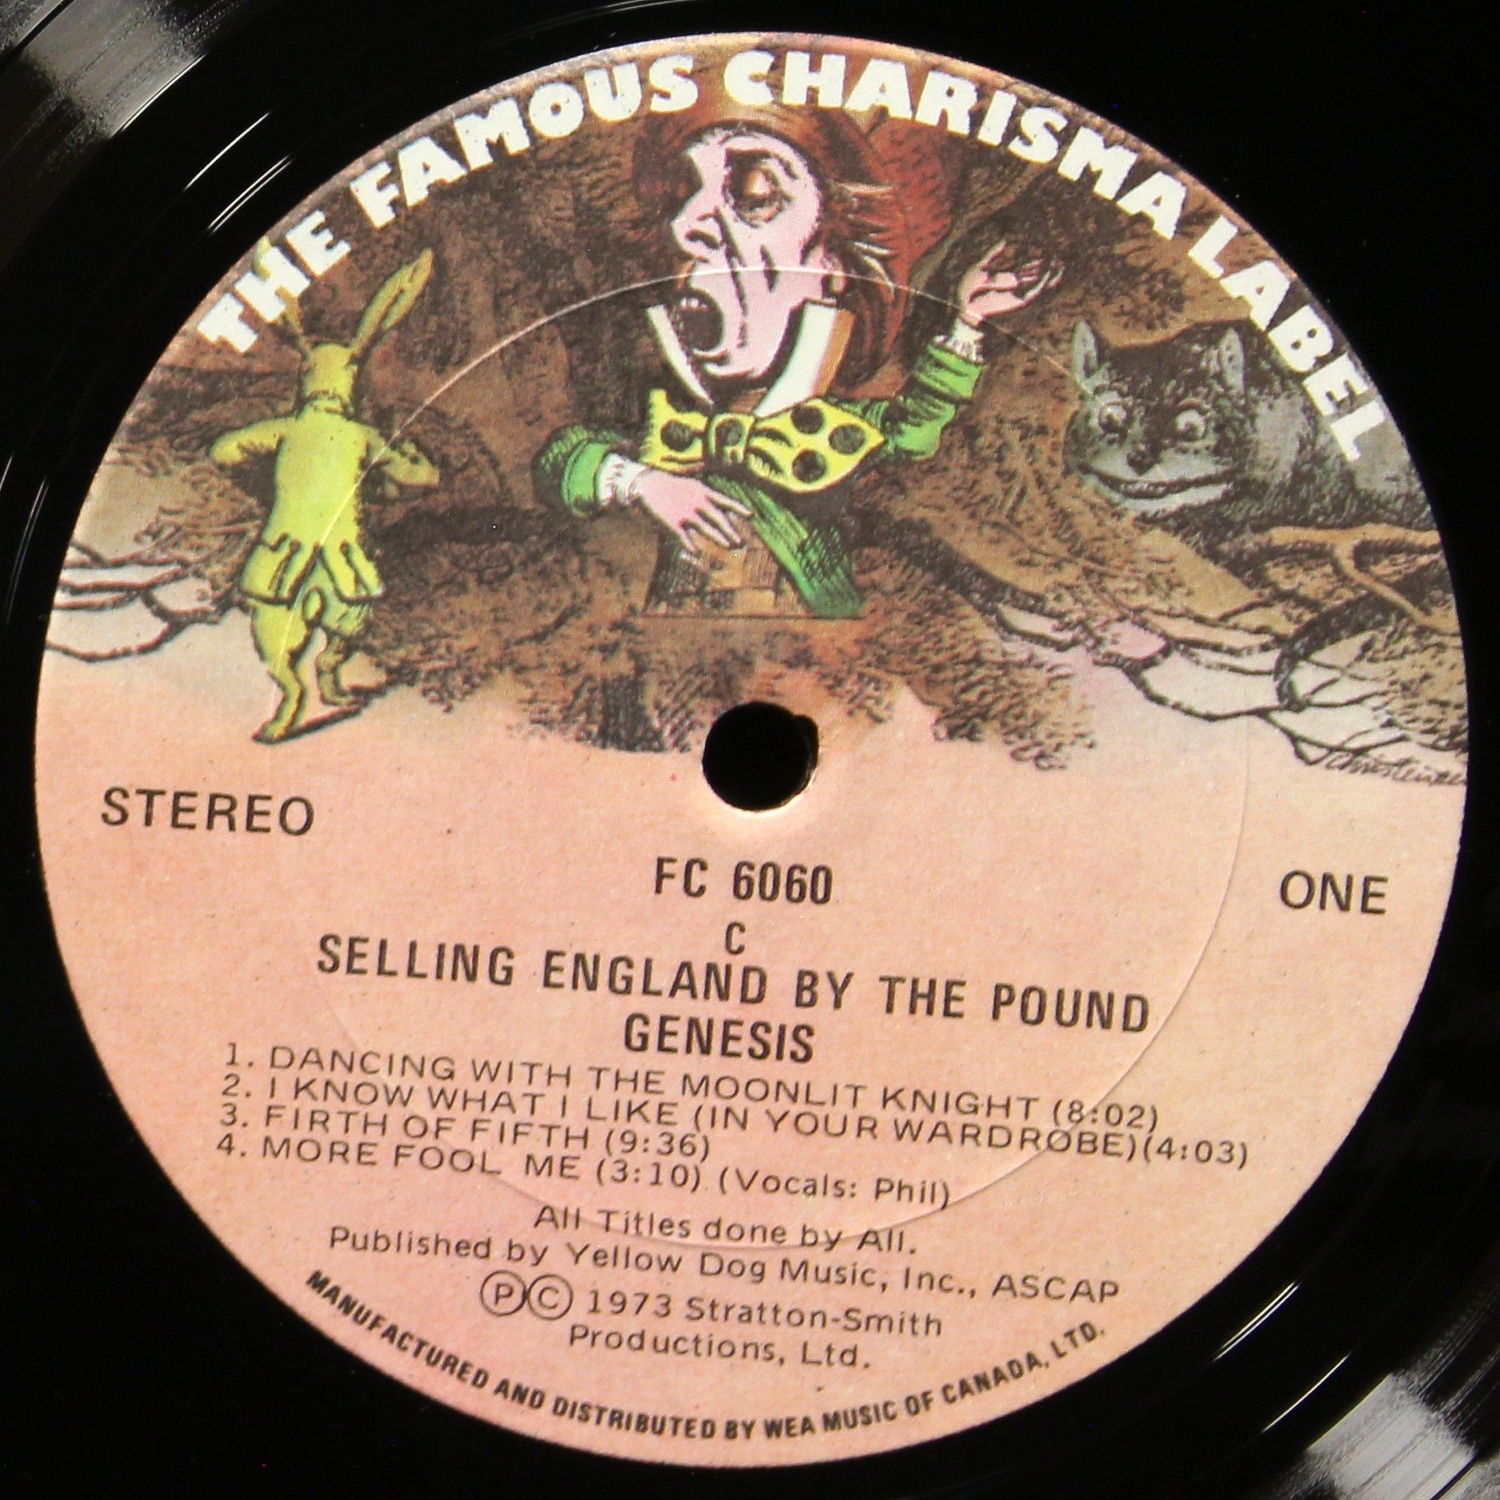 THE FAMOUS CHARISMA LABEL
STEREO
FC 6060
ONE
C
SELLING ENGLAND BY THE POUND
GENESIS
1. DANCING WITH THE MOONLIT KNIGHT (8:02)
2. I KNOW WHAT I LIKE (IN YOUR WARDROBE)(4:03)
3. FIRTH OF FIFTH (9:36)
4. MORE FOOL ME (3:10) (Vocals: Phil)
All Titles done by All.
Published by Yellow Dog Music, Inc., ASCAP
Ⓟ© 1973 Stratton-Smith
Productions, Ltd.
MANUFACTURED AND DISTRIBUTED BY WEA MUSIC OF CANADA, LTD.